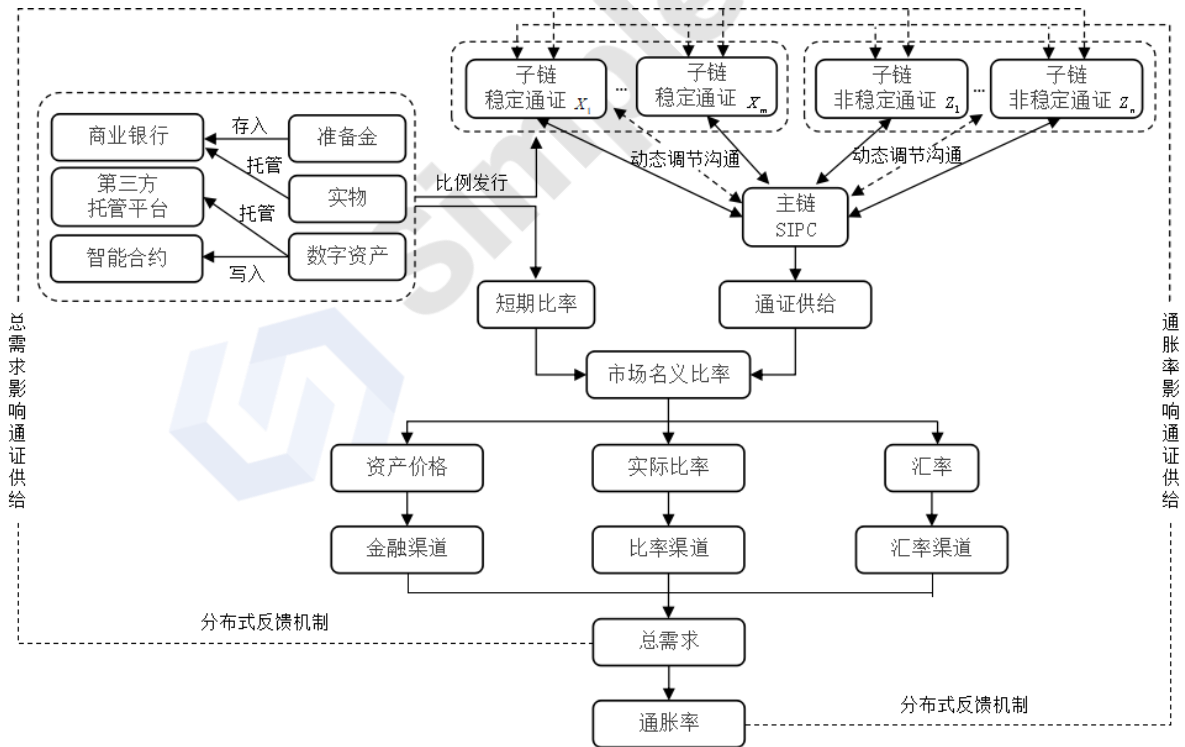 子链
稳定通证 X₁
...
子链
稳定通证 Xₘ
子链
非稳定通证 Z₁
...
子链
非稳定通证 Zₙ
商业银行
存入
准备金
托管
第三方
托管平台
实物
托管
智能合约
写入
数字资产
比例发行
动态调节沟通
动态调节沟通
主链
SIPC
短期比率
通证供给
市场名义比率
资产价格
实际比率
汇率
金融渠道
比率渠道
汇率渠道
总需求影响通证供给
通胀率影响通证供给
分布式反馈机制
总需求
分布式反馈机制
通胀率
Simple